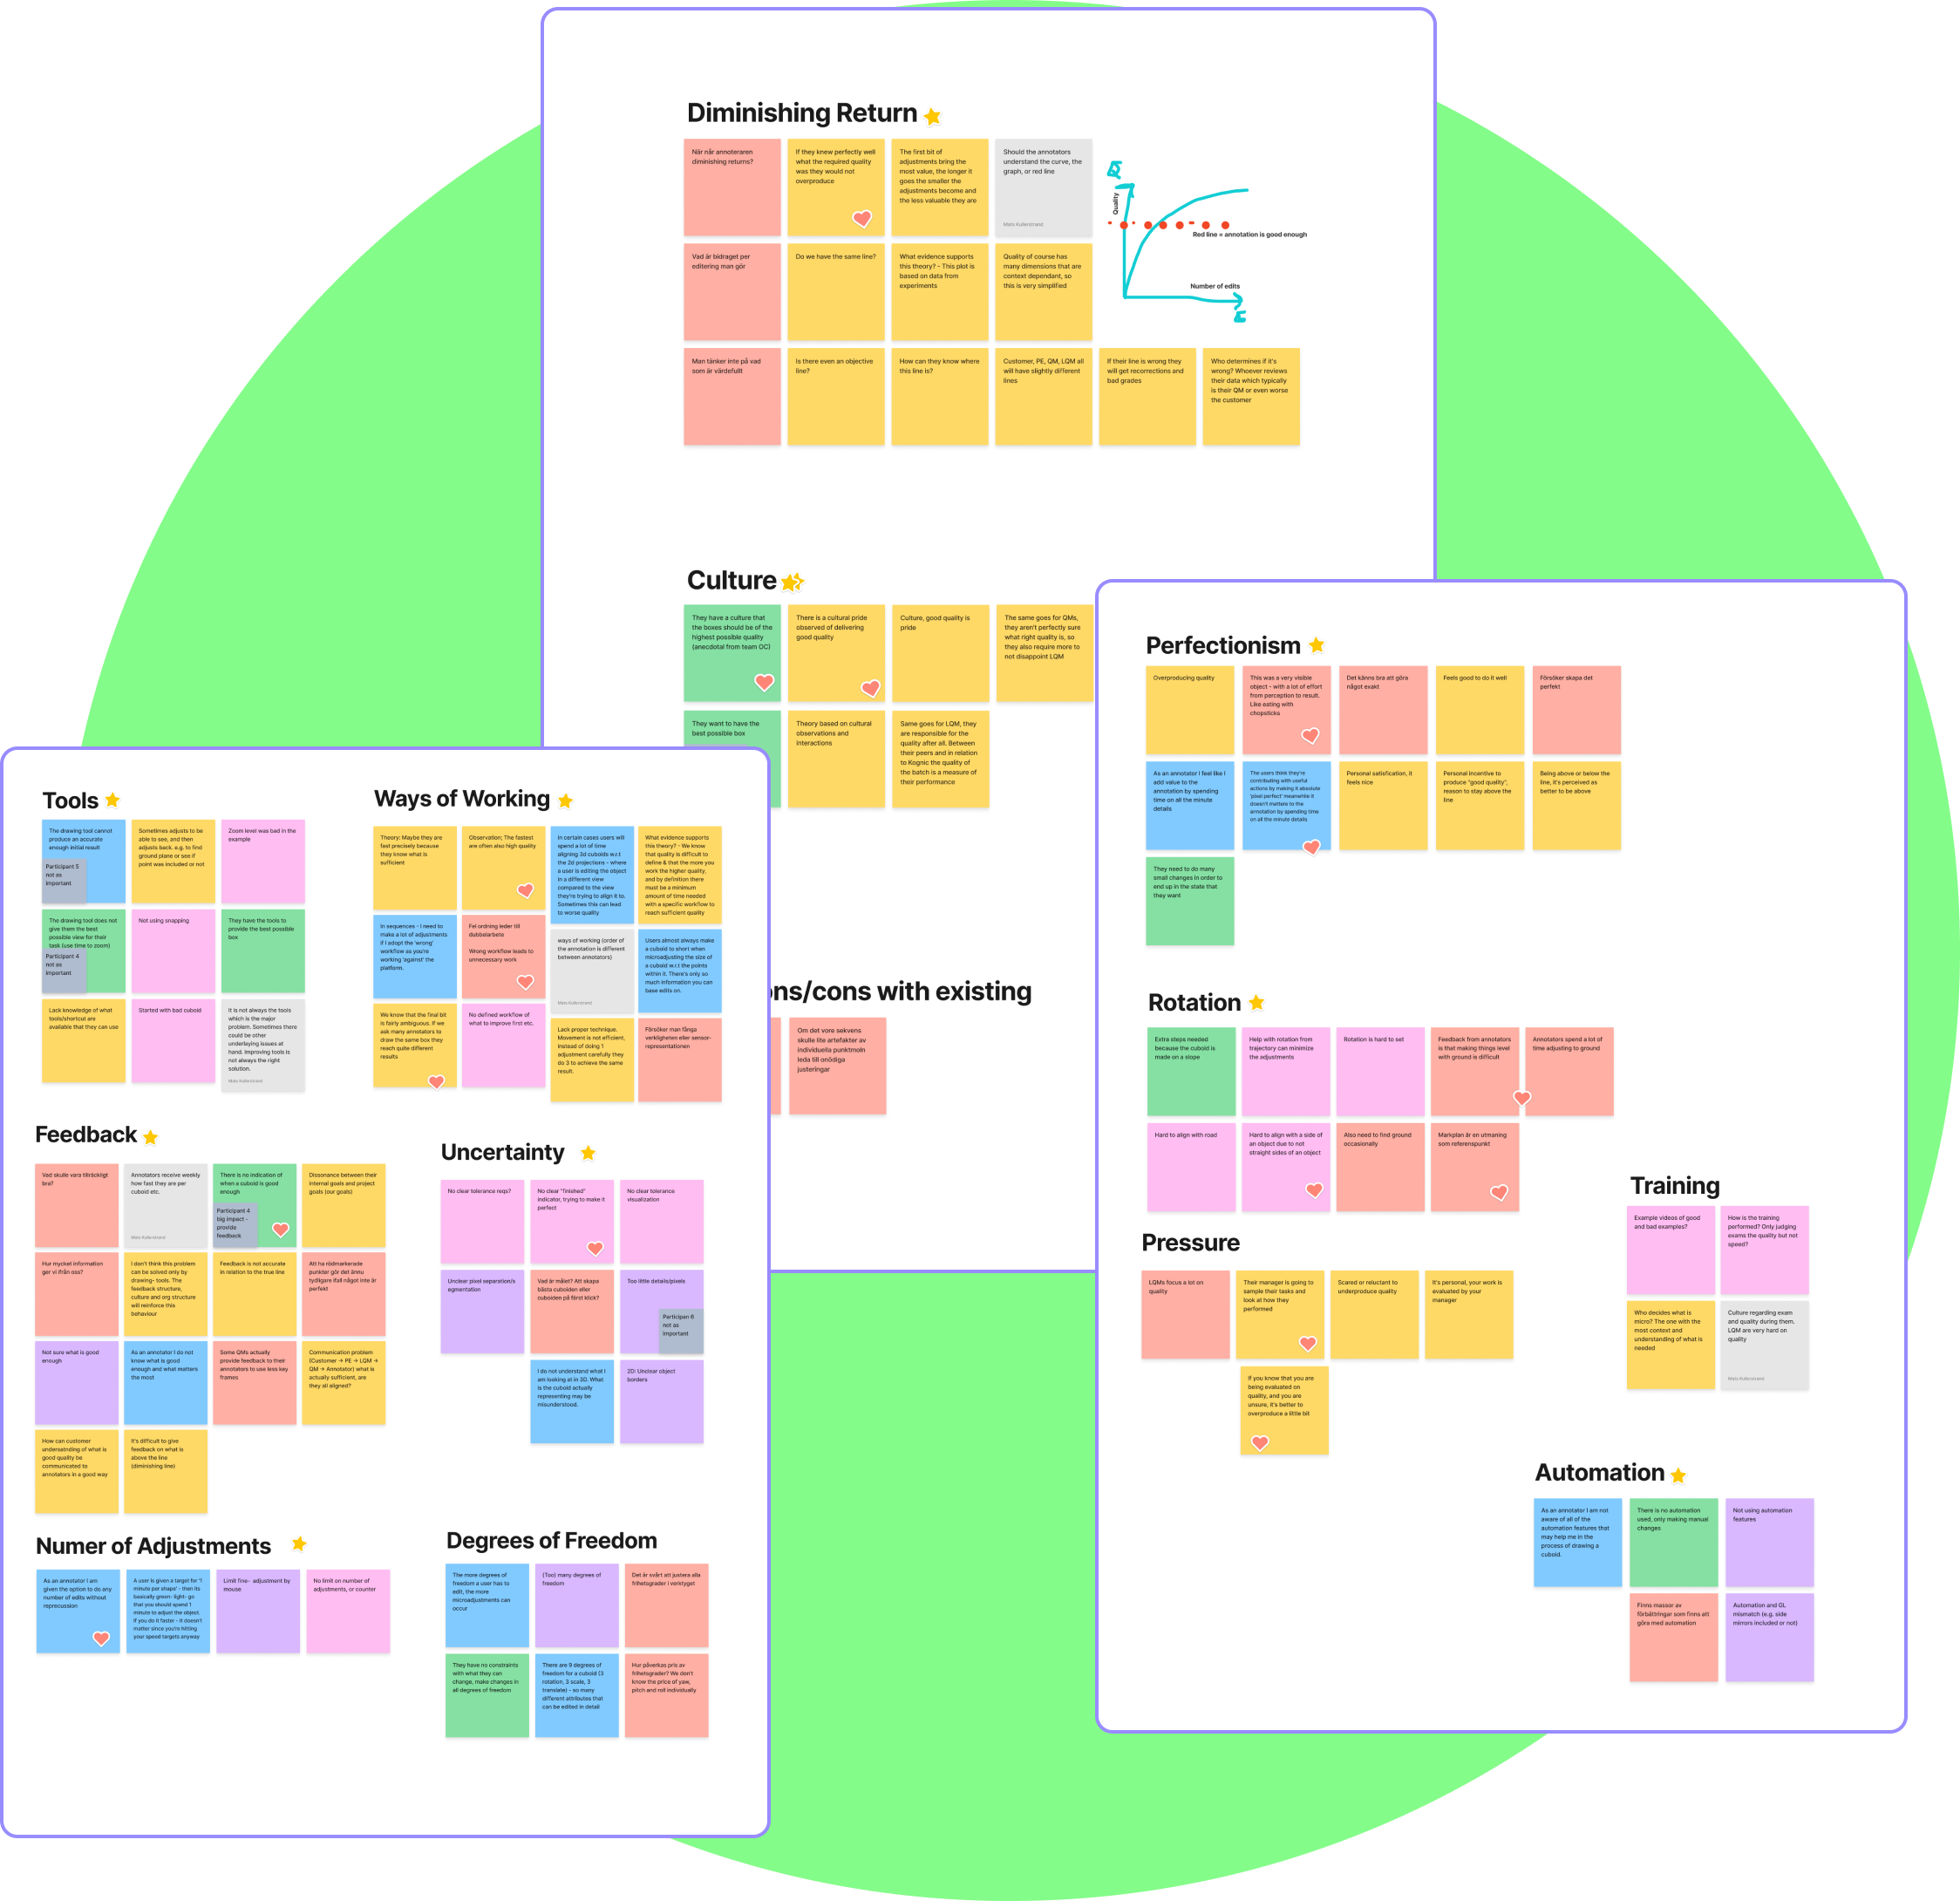 Diminishing Return
När når annoteraren
diminishing returns?
If they knew perfectly well
what the required quality
was they would not
overproduce
The first bit of
adjustments bring the
most value, the longer it
goes the smaller the
adjustments become and
the less valuable they are
Should the annotators
understand the curve, the
graph, or red line
Mats Kullerstrand
Quality
Red line = annotation is good enough
Number of edits
Vad är bidraget per
editering man gör
Do we have the same line?
What evidence supports
this theory? - This plot is
based on data from
experiments
Quality of course has
many dimensions that are
context dependant, so
this is very simplified
Man tänker inte på vad
som är värdefullt
Is there even an objective
line?
How can they know where
this line is?
Customer, PE, QM, LQM all
will have slightly different
lines
If their line is wrong they
will get recorrections and
bad grades
Who determines if it's
wrong? Whoever reviews
their data which typically
is their QM or even worse
the customer
Culture
They have a culture that
the boxes should be of the
highest possible quality
(anecdotal from team OC)
There is a cultural pride
observed of delivering
good quality
Culture, good quality is
pride
The same goes for QMs,
they aren't perfectly sure
what right quality is, so
they also require more to
not disappoint LQM
They want to have the
best possible box
Theory based on cultural
observations and
interactions
Same goes for LQM, they
are responsible for the
quality after all. Between
their peers and in relation
to Kognic the quality of
the batch is a measure of
their performance
ons/cons with existing
Om det vore sekvens
skulle lite artefakter av
individuella punktmoln
leda till onödiga
justeringar
Perfectionism
Overproducing quality
This was a very visible
object - with a lot of effort
from perception to result.
Like eating with
chopsticks
Det känns bra att göra
något exakt
Feels good to do it well
Försöker skapa det
perfekt
As an annotator I feel like I
add value to the
annotation by spending
time on all the minute
details
The users think they're
contributing with useful
actions by making it absolute
'pixel perfect' meanwhile it
doesn't matters to the
annotation by spending time
on all the minute details
Personal satisfication, it
feels nice
Personal incentive to
produce "good quality",
reason to stay above the
line
Being above or below the
line, it's perceived as
better to be above
They need to do many
small changes in order to
end up in the state that
they want
Rotation
Extra steps needed
because the cuboid is
made on a slope
Help with rotation from
trajectory can minimize
the adjustments
Rotation is hard to set
Feedback from annotators
is that making things level
with ground is difficult
Annotators spend a lot of
time adjusting to ground
Hard to align with road
Hard to align with a side of
an object due to not
straight sides of an object
Also need to find ground
occasionally
Markplan är en utmaning
som referenspunkt
Pressure
LQMs focus a lot on
quality
Their manager is going to
sample their tasks and
look at how they
performed
Scared or reluctant to
underproduce quality
It's personal, your work is
evaluated by your
manager
If you know that you are
being evaluated on
quality, and you are
unsure, it's better to
overproduce a little bit
Training
Example videos of good
and bad examples?
How is the training
performed? Only judging
exams the quality but not
speed?
Who decides what is
micro? The one with the
most context and
understanding of what is
needed
Culture regarding exam
and quality during them.
LQM are very hard on
quality
Mats Kullerstrand
Automation
As an annotator I am not
aware of all of the
automation features that
may help me in the
process of drawing a
cuboid.
There is no automation
used, only making manual
changes
Not using automation
features
Finns massor av
förbättringar som finns att
göra med automation
Automation and GL
mismatch (e.g. side
mirrors included or not)
Tools
The drawing tool cannot
produce an accurate
enough initial result
Participant 5
not as
important
Sometimes adjusts to be
able to see, and then
adjusts back. e.g. to find
ground plane or see if
point was included or not
Zoom level was bad in the
example
The drawing tool does not
give them the best
possible view for their
task (use time to zoom)
Participant 4
not as
important
Not using snapping
They have the tools to
provide the best possible
box
Lack knowledge of what
tools/shortcut are
available that they can use
Started with bad cuboid
It is not always the tools
which is the major
problem. Sometimes there
could be other
underlaying issues at
hand. Improving tools is
not always the right
solution.
Mats Kullerstrand
Ways of Working
Theory: Maybe they are
fast precisely because
they know what is
sufficient
Observation; The fastest
are often also high quality
In certain cases users will
spend a lot of time
aligning 3d cuboids w.r.t
the 2d projections - where
a user is editing the object
in a different view
compared to the view
they're trying to align it to.
Sometimes this can lead
to worse quality
What evidence supports
this theory? - We know
that quality is difficult to
define & that the more you
work the higher quality,
and by definition there
must be a minimum
amount of time needed
with a specific workflow to
reach sufficient quality
In sequences - I need to
make a lot of adjustments
if I adopt the 'wrong'
workflow as you're
working 'against' the
platform.
Fel ordning leder till
dubbelarbete
Wrong workflow leads to
unnecessary work
ways of working (order of
the annotation is different
between annotators)
Mats Kullerstrand
Users almost always make
a cuboid to short when
microadjusting the size of
a cuboid w.r.t the points
within it. There's only so
much information you can
base edits on.
We know that the final bit
is fairly ambiguous. If we
ask many annotators to
draw the same box they
reach quite different
results
No defined workflow of
what to improve first etc.
Lack proper technique.
Movement is not efficient,
instead of doing 1
adjustment carefully they
do 3 to achieve the same
result.
Försöker man fånga
verkligheten eller sensor-
representationen
Feedback
Vad skulle vara tillräckligt
bra?
Annotators receive weekly
how fast they are per
cuboid etc.
Mats Kullerstrand
There is no indication of
when a cuboid is good
enough
Participant 4
big impact -
provide
feedback
Dissonance between their
internal goals and project
goals (our goals)
Hur mycket information
ger vi ifrån oss?
I don't think this problem
can be solved only by
drawing- tools. The
feedback structure,
culture and org structure
will reinforce this
behaviour
Feedback is not accurate
in relation to the true line
Att ha rödmarkerade
punkter gör det ännu
tydligare ifall något inte är
perfekt
Not sure what is good
enough
As an annotator I do not
know what is good
enough and what matters
the most
Some QMs actually
provide feedback to their
annotators to use less key
frames
Communication problem
(Customer → PE → LQM →
QM → Annotator) what is
actually sufficient, are
they all aligned?
How can customer
undersetnding of what is
good quality be
communicated to
annotators in a good way
It's difficult to give
feedback on what is
above the line
(diminishing line)
Uncertainty
No clear tolerance reqs?
No clear "finished"
indicator, trying to make it
perfect
No clear tolerance
visualization
Unclear pixel separation/s
egmentation
Vad är målet? Att skapa
bästa cuboiden eller
cuboiden på först klick?
Too little details/pixels
Participan 6
not as
important
I do not understand what I
am looking at in 3D. What
is the cuboid actually
representing may be
misunderstood.
2D: Unclear object
borders
Numer of Adjustments
As an annotator I am
given the option to do any
number of edits without
reprecussion
A user is given a target for '1
minute per shape' - then its
basically green- light- go
that you should spend 1
minute to adjust the object.
If you do it faster - it doesn't
matter since you're hitting
your speed targets anyway
Limit fine- adjustment by
mouse
No limit on number of
adjustments, or counter
Degrees of Freedom
The more degrees of
freedom a user has to
edit, the more
microadjustments can
occur
(Too) many degrees of
freedom
Det är svårt att justera alla
frihetsgrader i verktyget
They have no constraints
with what they can
change, make changes in
all degrees of freedom
There are 9 degrees of
freedom for a cuboid (3
rotation, 3 scale, 3
translate) - so many
different attributes that
can be edited in detail
Hur påverkas pris av
frihetsgrader? We don't
know the price of yaw,
pitch and roll individually